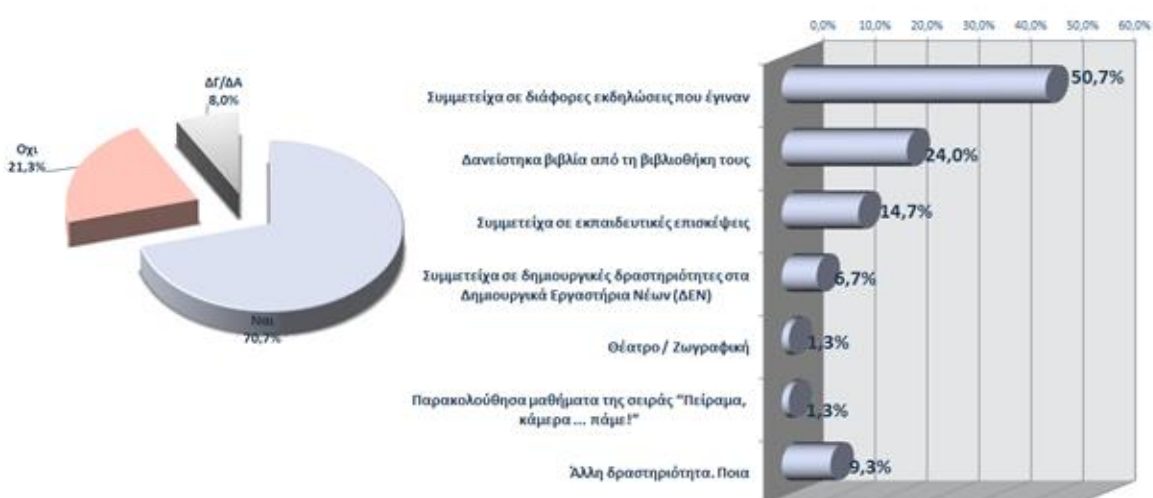 ΔΓ/ΔΑ
8,0%
Οχι
21,3%
Ναι
70,7%
0,0% 10,0% 20,0% 30,0% 40,0% 50,0% 60,0%
Συμμετείχα σε διάφορες εκδηλώσεις που έγιναν
50,7%
Δανείστηκα βιβλία από τη βιβλιοθήκη τους
24,0%
Συμμετείχα σε εκπαιδευτικές επισκέψεις
14,7%
Συμμετείχα σε δημιουργικές δραστηριότητες στα
Δημιουργικά Εργαστήρια Νέων (ΔΕΝ)
6,7%
Θέατρο / Ζωγραφική
1,3%
Παρακολούθησα μαθήματα της σειράς "Πείραμα,
κάμερα ... πάμε!"
1,3%
Άλλη δραστηριότητα. Ποια
9,3%